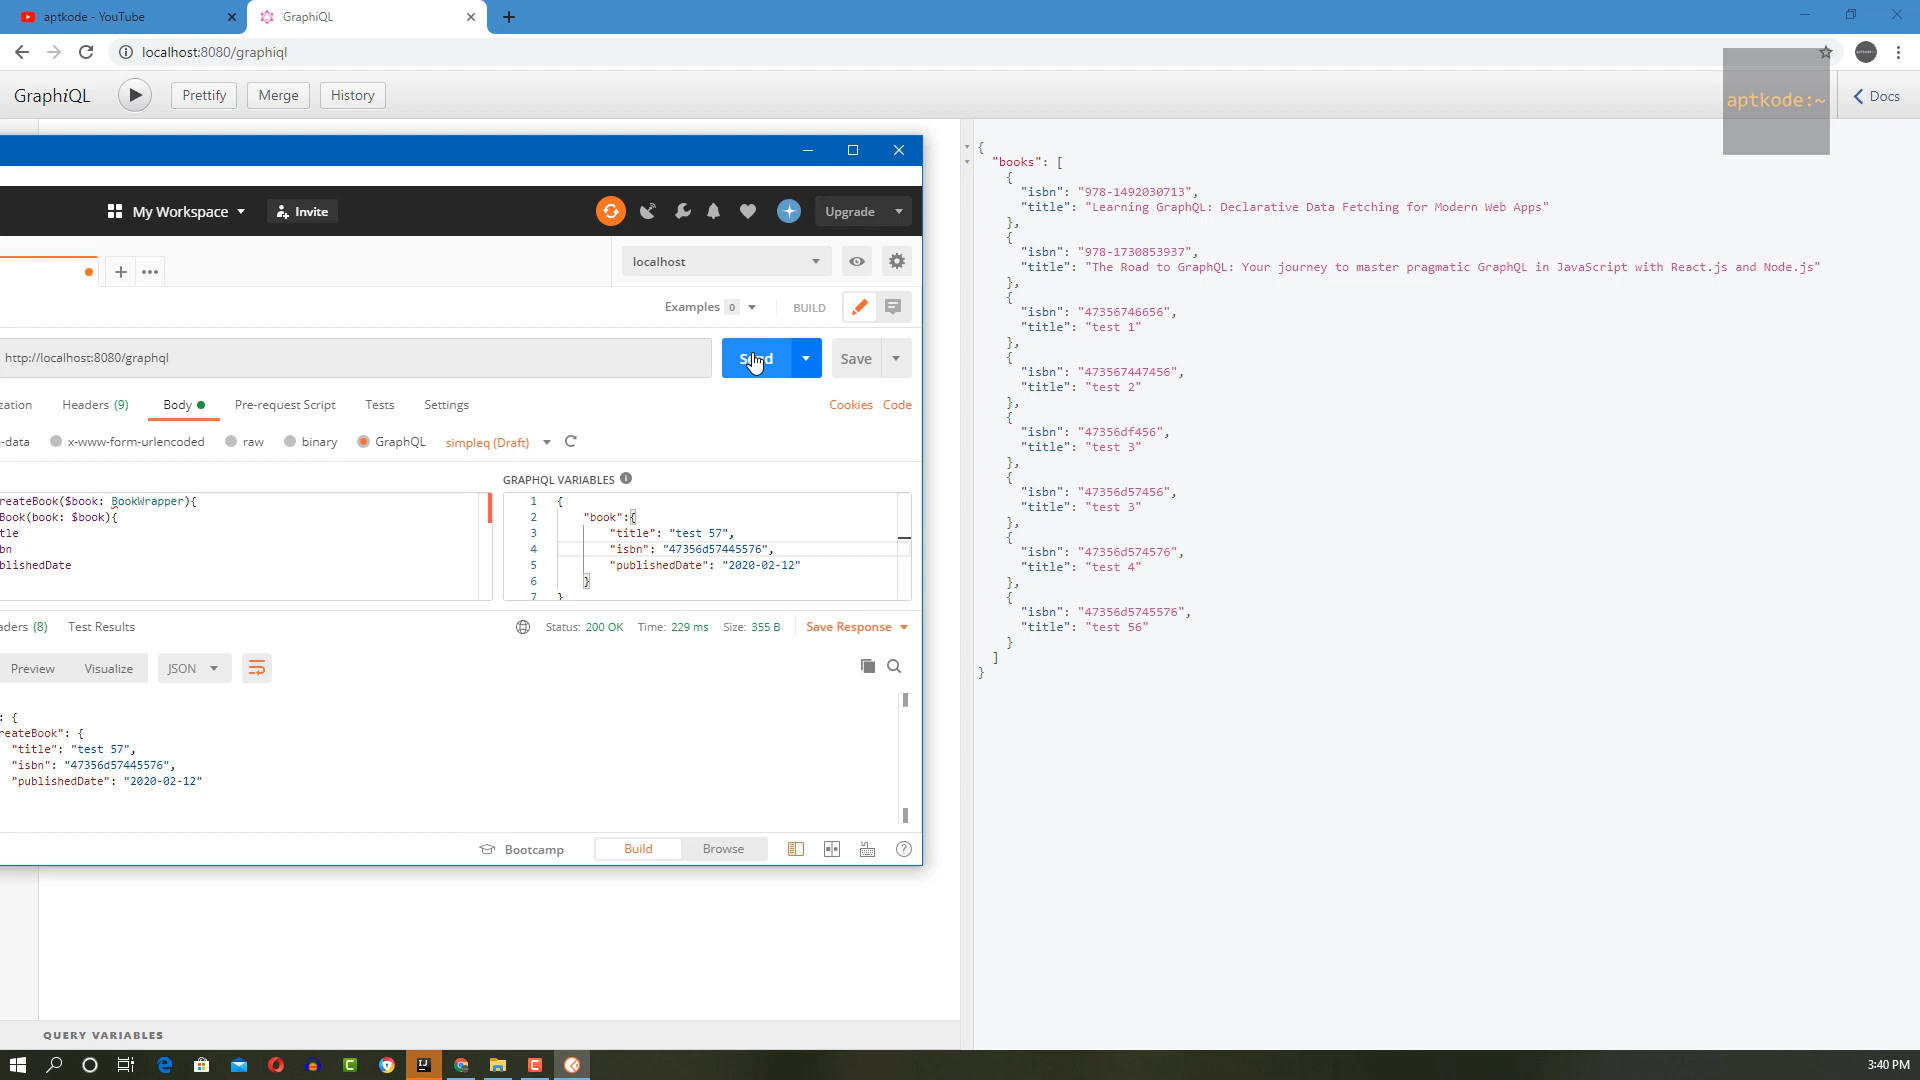 aptkode - YouTube
GraphiQL
localhost:8080/graphiql
GraphiQL
Prettify
Merge
History
aptkode:~
Docs
My Workspace
Invite
Upgrade
localhost
Examples 0
BUILD
http://localhost:8080/graphql
Send
Save
zation
Headers (9)
Body
Pre-request Script
Tests
Settings
Cookies
Code
-data
x-www-form-urlencoded
raw
binary
GraphQL
simpleq (Draft)
GRAPHQL VARIABLES
reateBook($book: BookWrapper){
Book(book: $book){
tle
bn
blishedDate
1 {
2 "book":{
3 "title": "test 57",
4 "isbn": "47356d57445576",
5 "publishedDate": "2020-02-12"
6 }
7 }
aders (8)
Test Results
Status: 200 OK
Time: 229 ms
Size: 355 B
Save Response
Preview
Visualize
JSON
: {
reateBook": {
"title": "test 57",
"isbn": "47356d57445576",
"publishedDate": "2020-02-12"
Bootcamp
Build
Browse
{
"books": [
{
"isbn": "978-1492030713",
"title": "Learning GraphQL: Declarative Data Fetching for Modern Web Apps"
},
{
"isbn": "978-1730853937",
"title": "The Road to GraphQL: Your journey to master pragmatic GraphQL in JavaScript with React.js and Node.js"
},
{
"isbn": "47356746656",
"title": "test 1"
},
{
"isbn": "473567447456",
"title": "test 2"
},
{
"isbn": "47356df456",
"title": "test 3"
},
{
"isbn": "47356d57456",
"title": "test 3"
},
{
"isbn": "47356d574576",
"title": "test 4"
},
{
"isbn": "47356d5745576",
"title": "test 56"
}
]
}
QUERY VARIABLES
3:40 PM